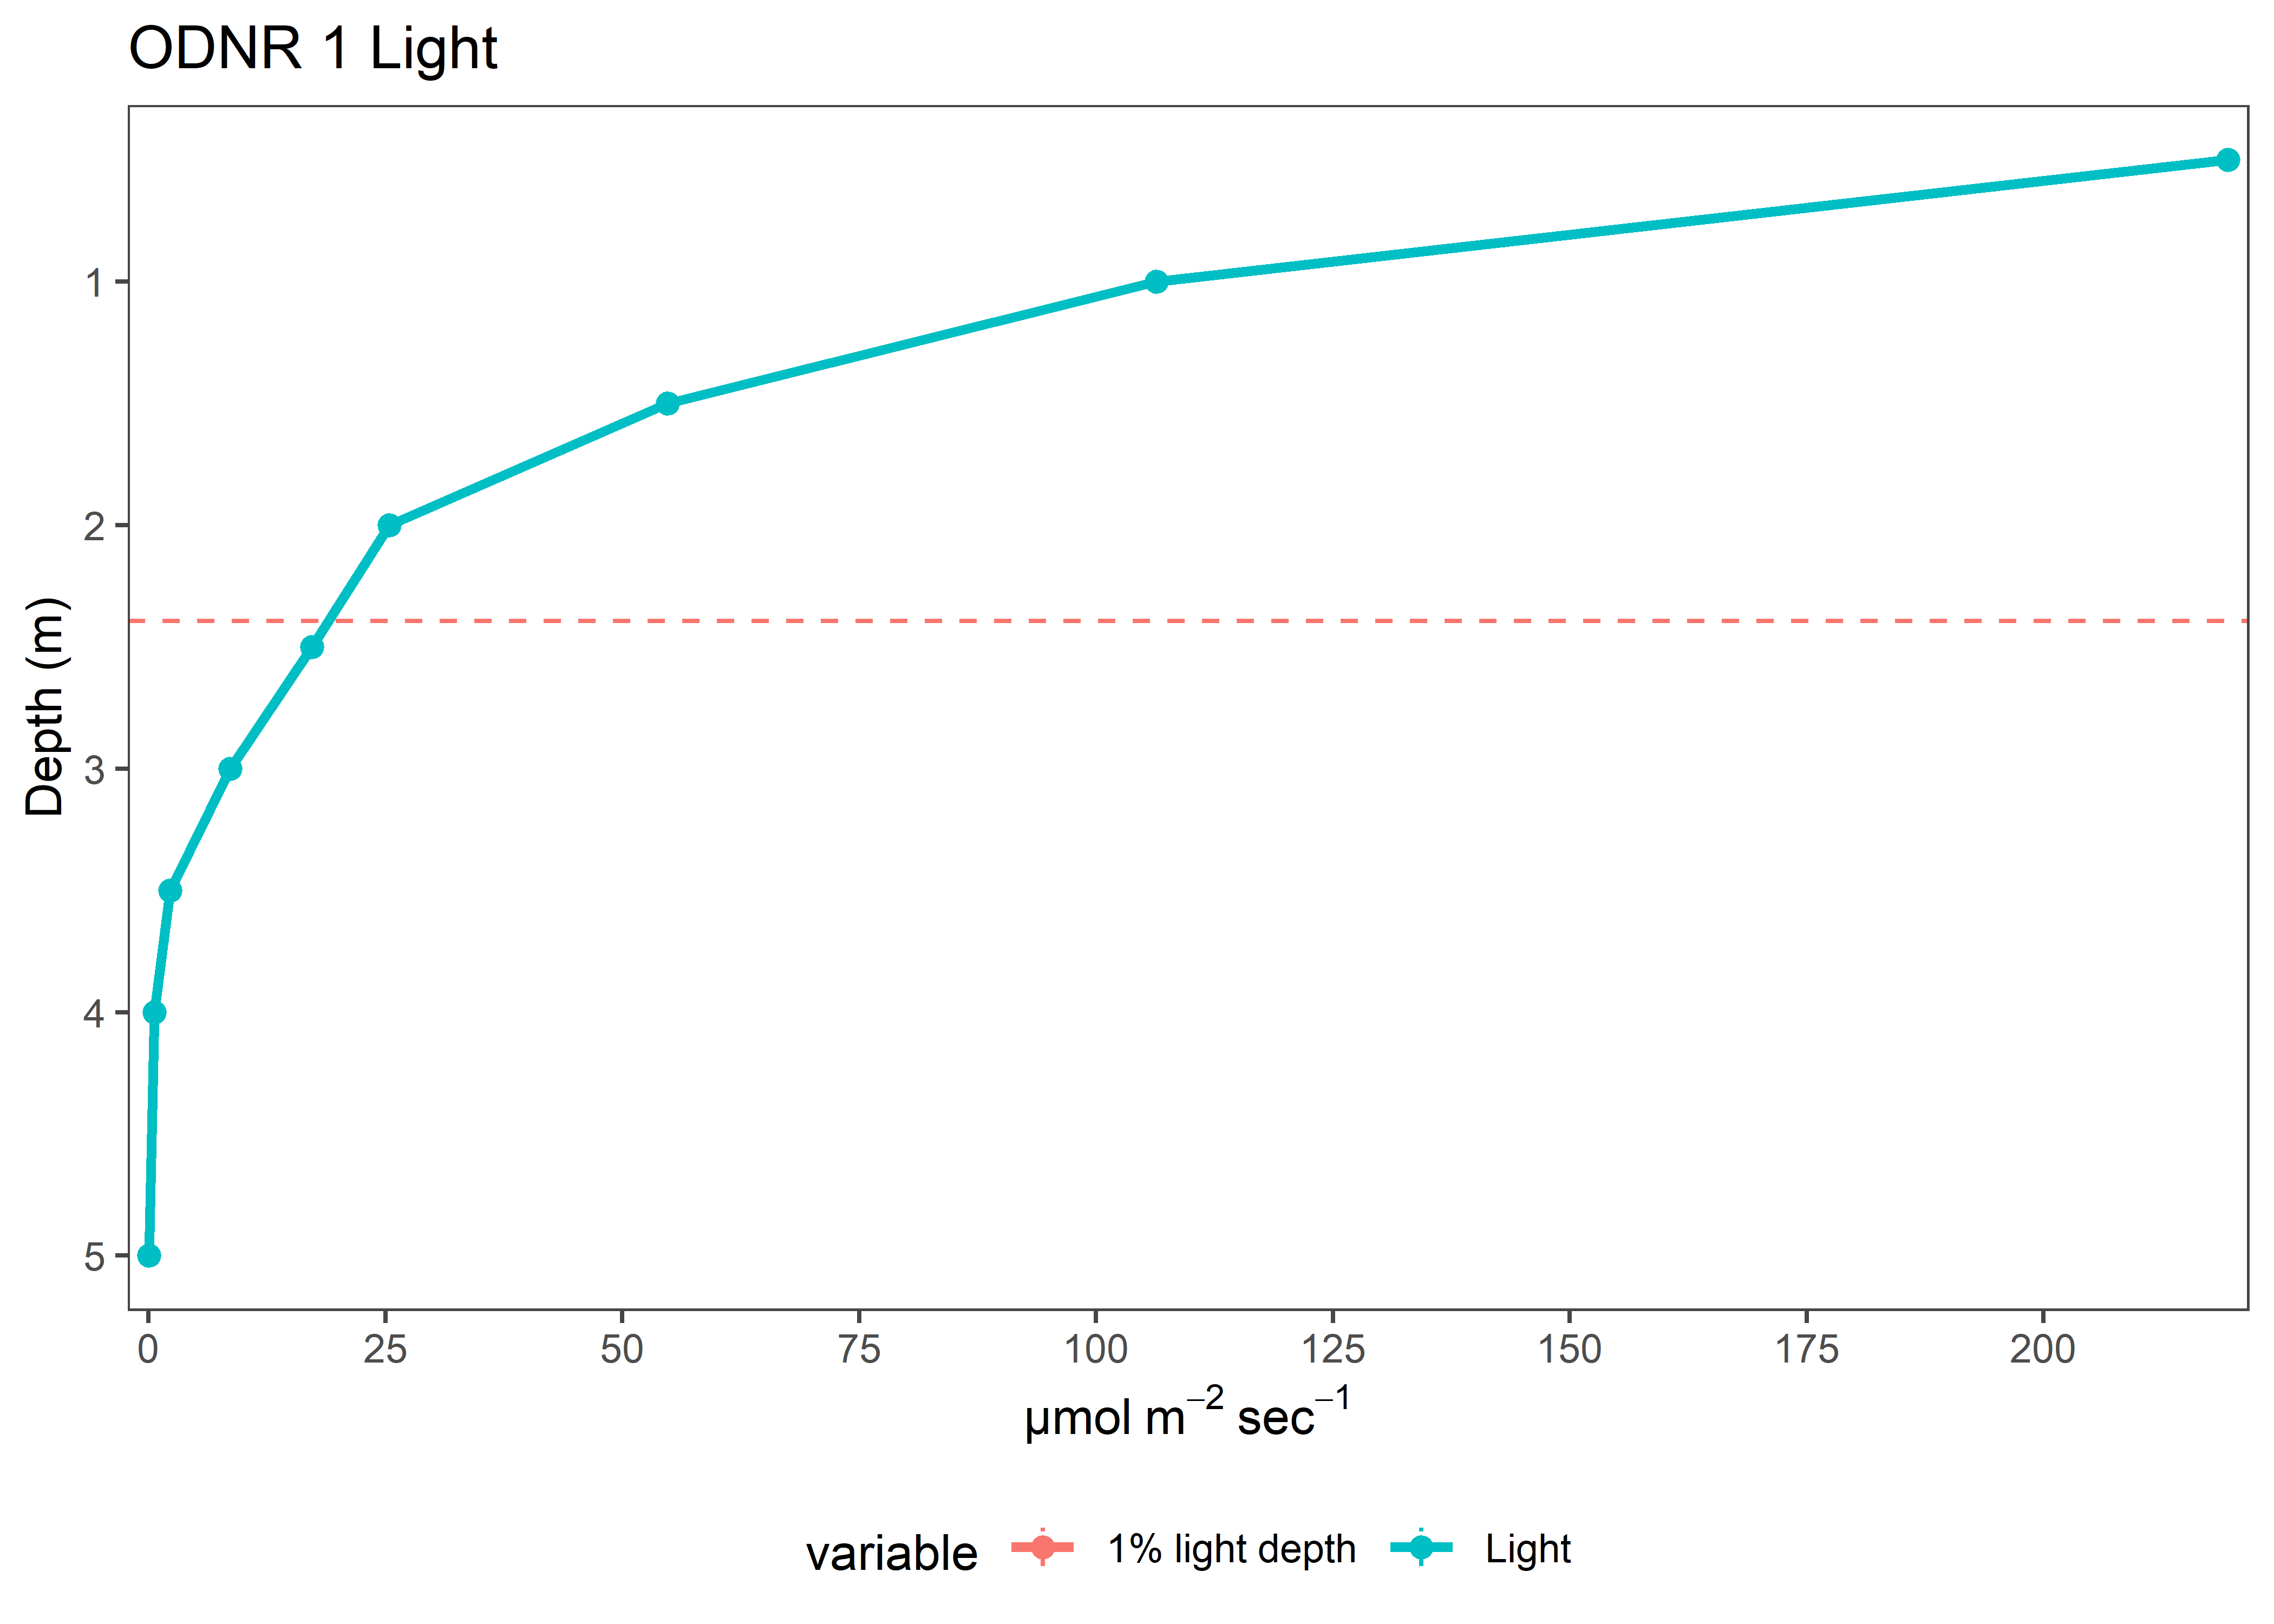 ODNR 1 Light
Depth (m)
1
2
3
4
5
0 25 50 75 100 125 150 175 200
µmol m⁻² sec⁻¹
variable 1% light depth Light